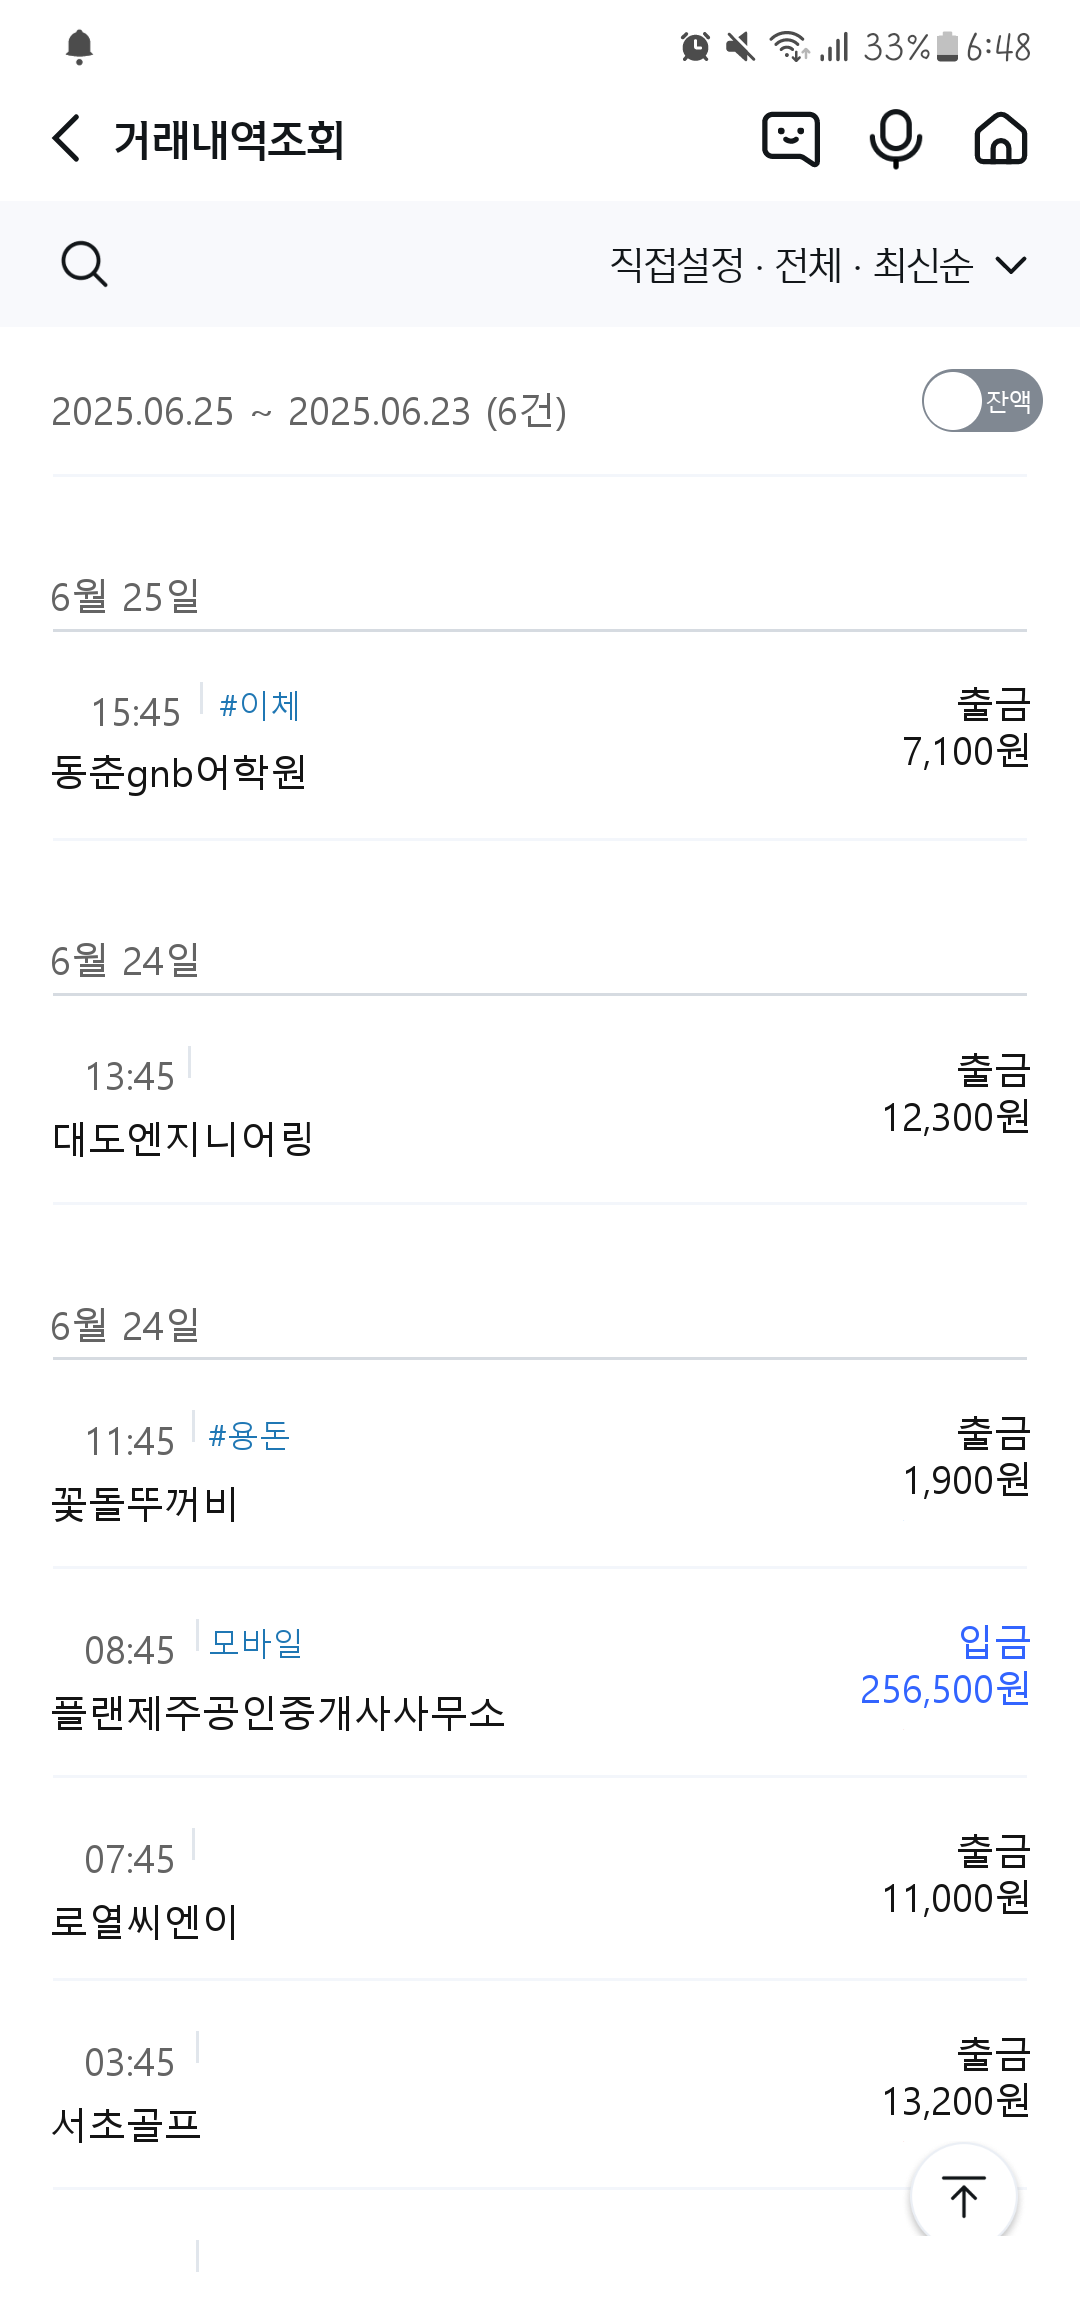 33% 6:48
거래내역조회
직접설정 · 전체 · 최신순
2025.06.25 ~ 2025.06.23 (6건)
잔액
6월 25일
15:45 #이체
출금
7,100원
동춘gnb어학원
6월 24일
13:45
출금
12,300원
대도엔지니어링
6월 24일
11:45 #용돈
출금
1,900원
꽃돌뚜꺼비
08:45 모바일
입금
256,500원
플랜제주공인중개사사무소
07:45
출금
11,000원
로열씨엔이
03:45
출금
13,200원
서초골프